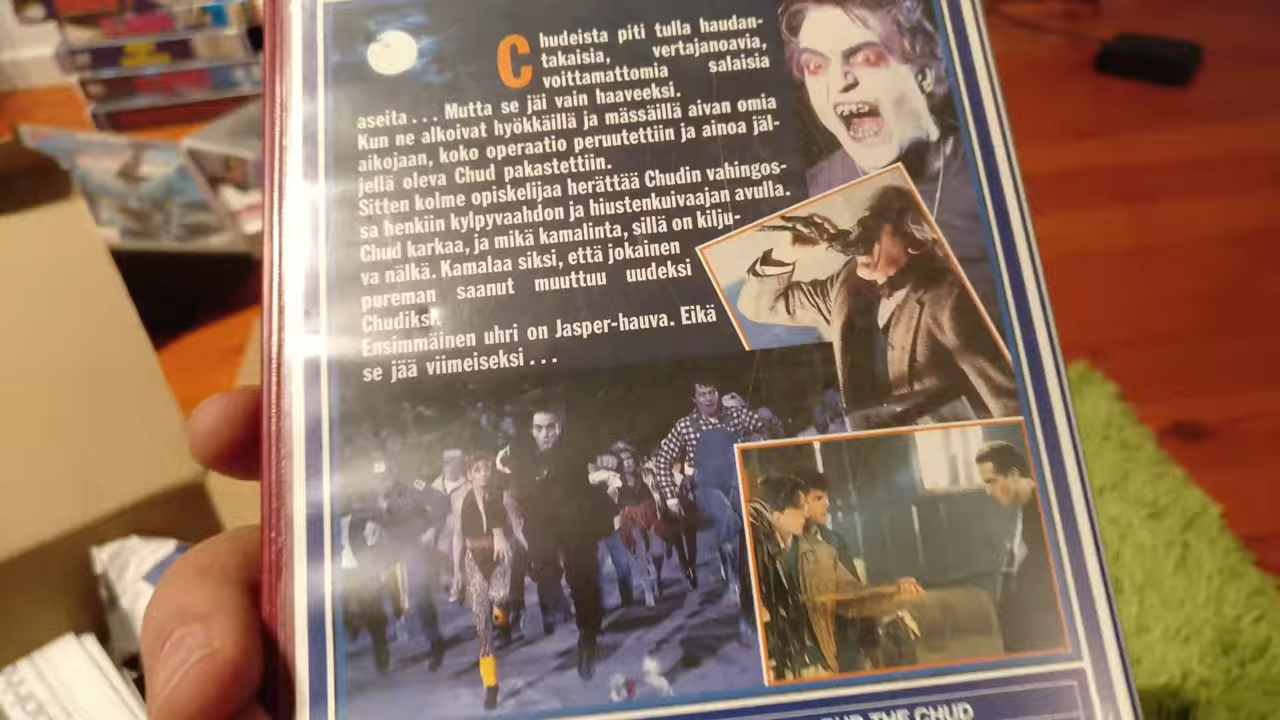 Chudeista piti tulla haudan-
takaisia, vertajanoavia,
voittamattomia salaisia
aseita... Mutta se jäi vain haaveeksi.
Kun ne alkoivat hyökkäillä ja mässäillä aivan omia
aikojaan, koko operaatio peruutettiin ja ainoa jäl-
jellä oleva Chud pakastettiin.
Sitten kolme opiskelijaa herättää Chudin vahingos-
sa henkiin kylpyvaahdon ja hiustenkuivaajan avulla.
Chud karkaa, ja mikä kamalinta, sillä on kilju-
va nälkä. Kamalaa siksi, että jokainen
pureman saanut muuttuu uudeksi
Chudiksi.
Ensimmäinen uhri on Jasper-hauva. Eikä
se jää viimeiseksi...
THE CHUD